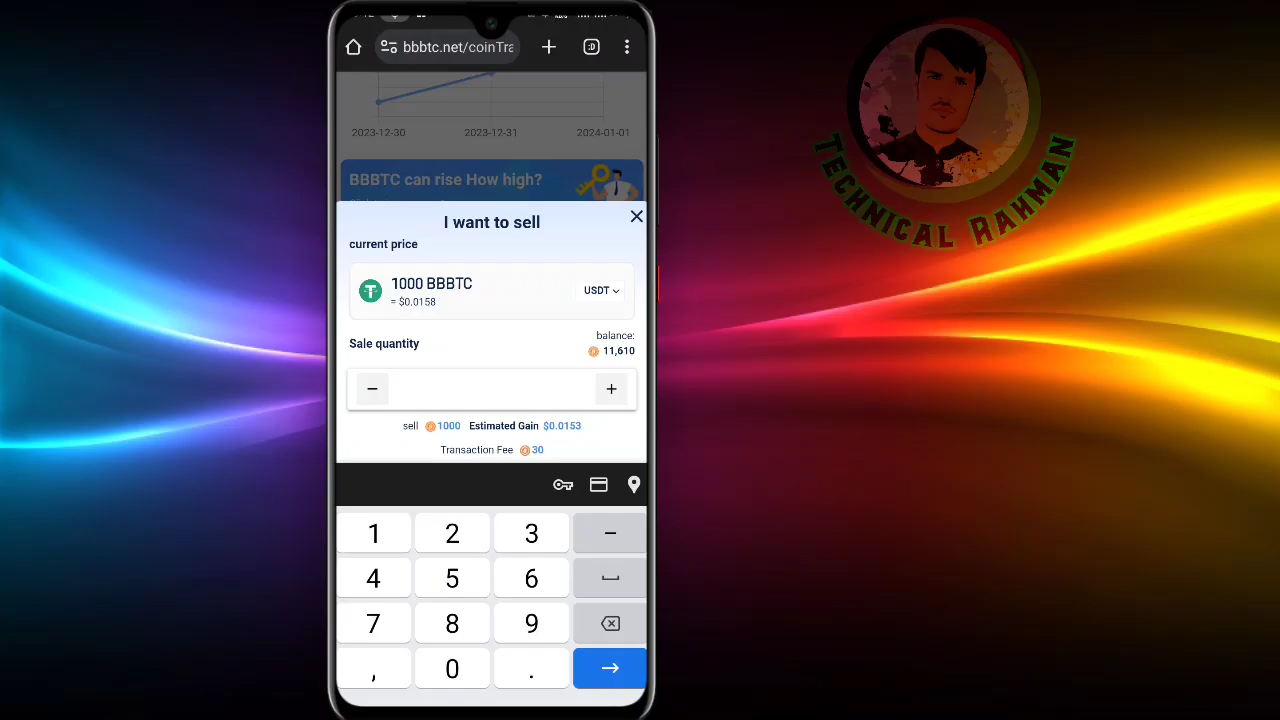 bbbtc.net/coinTra
:D
2023-12-30 2023-12-31 2024-01-01
BBBTC can rise How high?
I want to sell
current price
1000 BBBTC
= $0.0158
USDT
Sale quantity
balance:
11,610
− +
sell 1000 Estimated Gain $0.0153
Transaction Fee 30
1 2 3 −
4 5 6
7 8 9
, 0 .
TECHNICAL RAHMAN